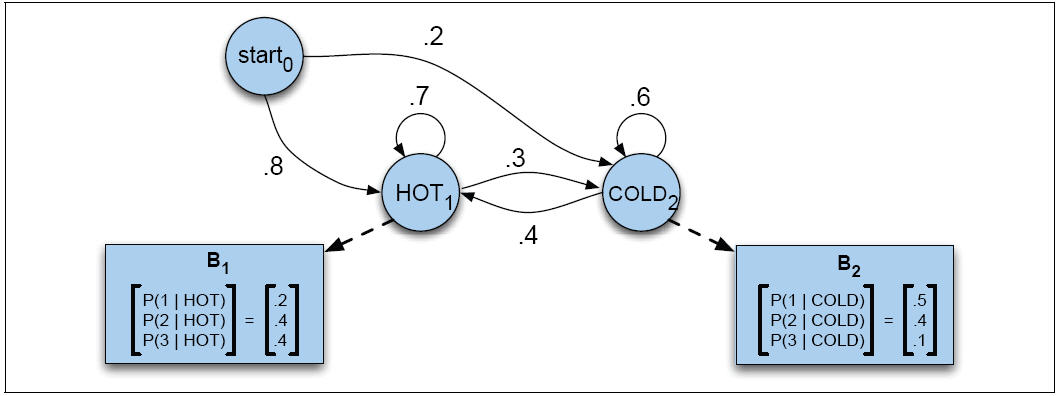 start0
.2
.7
.6
.8
.3
HOT1
COLD2
.4
B1
P(1 | HOT)
P(2 | HOT)
P(3 | HOT)
=
.2
.4
.4
B2
P(1 | COLD)
P(2 | COLD)
P(3 | COLD)
=
.5
.4
.1